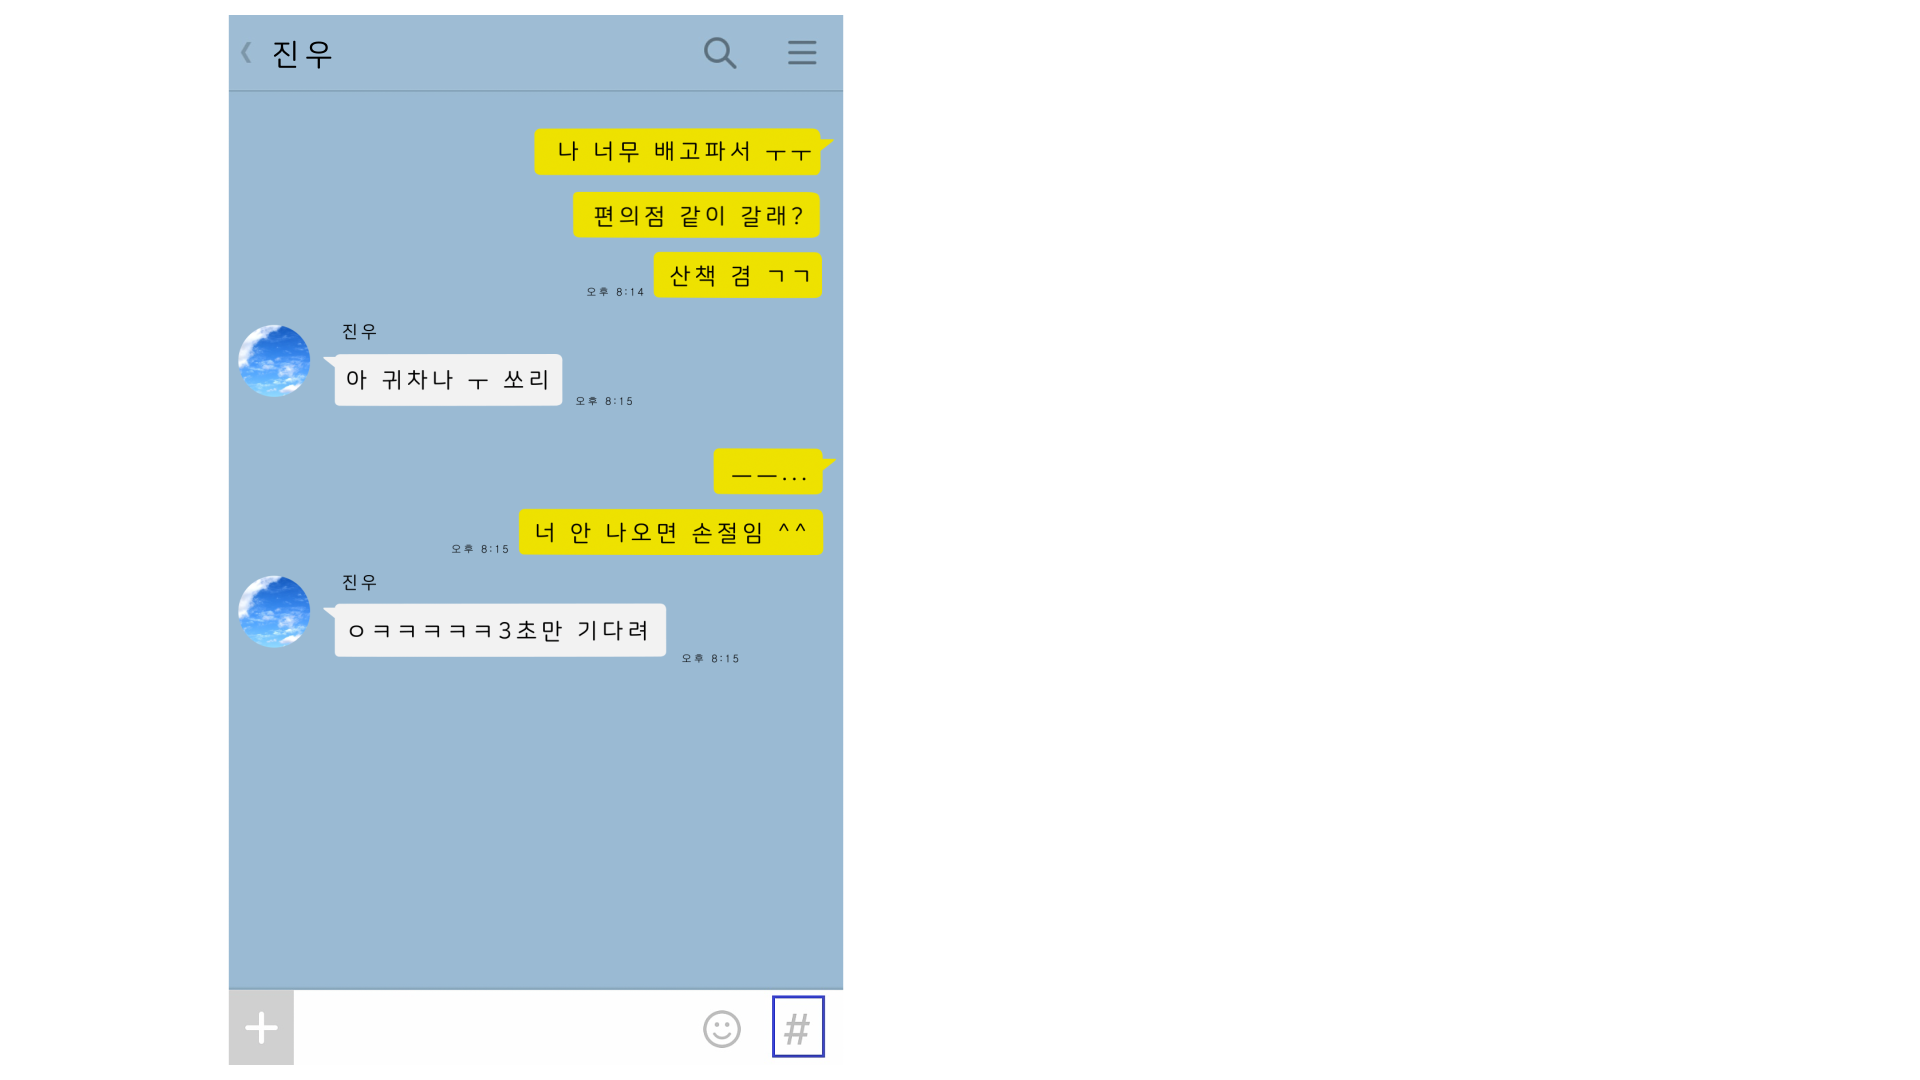 진우
나 너무 배고파서 ㅜㅜ
편의점 같이 갈래?
산책 겸 ㄱㄱ
오후 8:14
진우
아 귀차나 ㅜ 쏘리
오후 8:15
ㅡㅡ...
너 안 나오면 손절임 ^^
오후 8:15
진우
ㅇㅋㅋㅋㅋㅋ3초만 기다려
오후 8:15
#